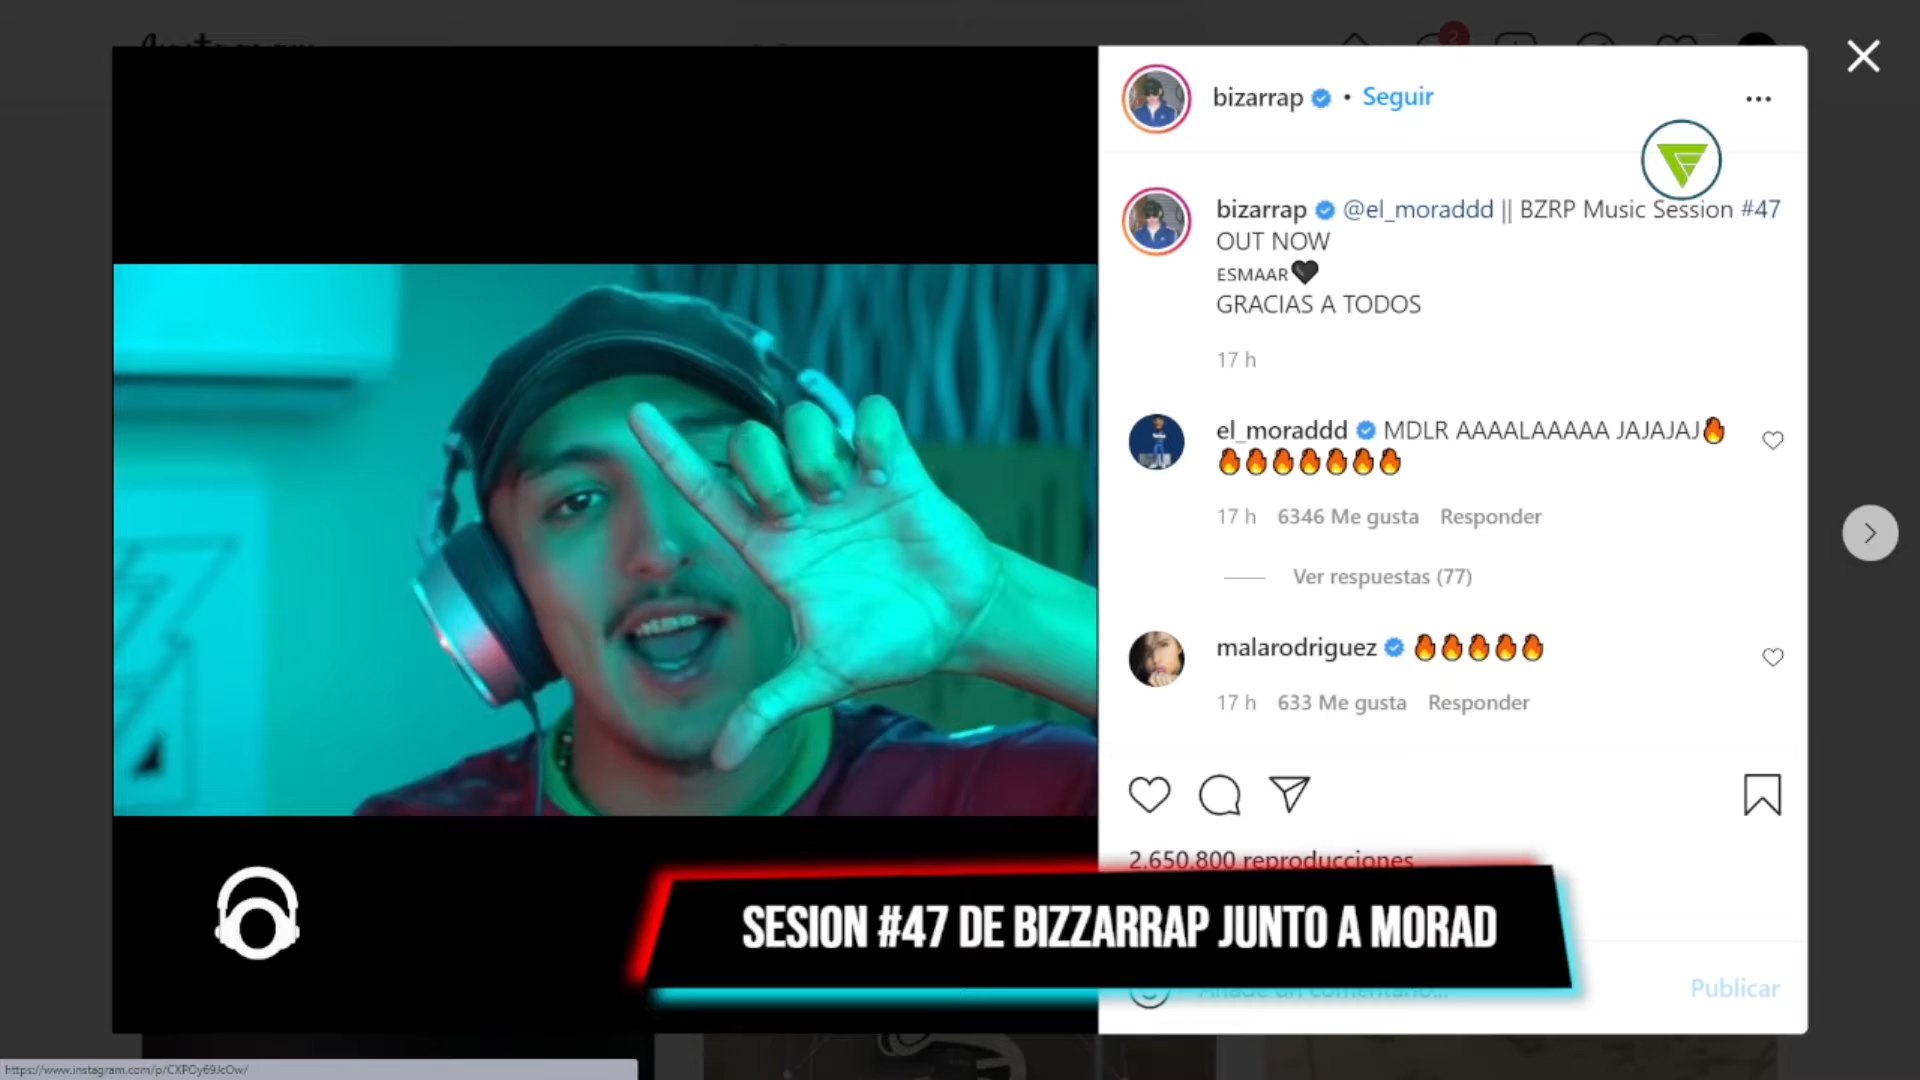 bizarrap • Seguir
bizarrap @el_moraddd || BZRP Music Session #47
OUT NOW
ESMAAR🖤
GRACIAS A TODOS
17 h
el_moraddd MDLR AAAALAAAAA JAJAJAJ🔥
🔥🔥🔥🔥🔥🔥🔥
17 h 6346 Me gusta Responder
Ver respuestas (77)
malarodriguez 🔥🔥🔥🔥🔥
17 h 633 Me gusta Responder
2.650.800 reproducciones
SESION #47 DE BIZZARRAP JUNTO A MORAD
Publicar
https://www.instagram.com/p/CXPOy69JcOw/